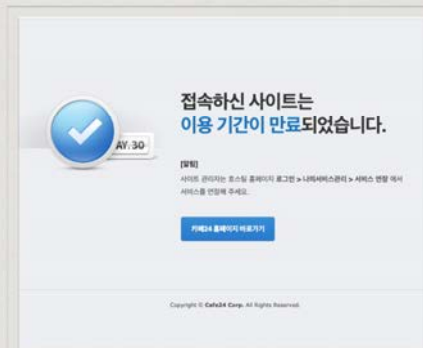 접속하신 사이트는
이용 기간이 만료되었습니다.
AY.30
[알림]
사이트 관리자는 호스팅 홈페이지 로그인 > 나의서비스관리 > 서비스 연장 에서
서비스를 연장해 주세요.
카페24 홈페이지 바로가기
Copyright © Cafe24 Corp. All Rights Reserved.